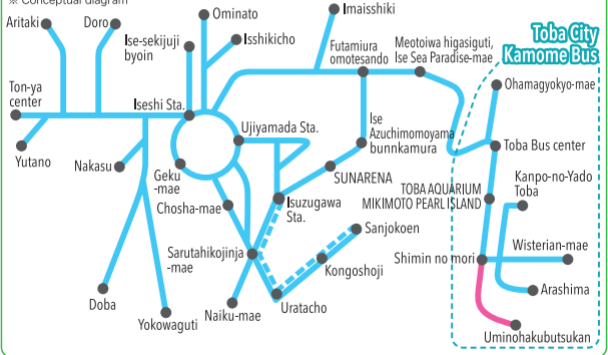 ※ Conceptual diagram
Aritaki
Doro
Ominato
Imaisshiki
Ise-sekijuji
byoin
Isshikicho
Futamiura
omotesando
Meotoiwa higasiguti,
Ise Sea Paradise-mae
Toba City
Kamome Bus
Ohamagyokyo-mae
Ton-ya
center
Iseshi Sta.
Ujiyamada Sta.
Ise
Azuchimomoyama
bunnkamura
Toba Bus center
Yutano
Nakasu
Geku
-mae
SUNARENA
Kanpo-no-Yado
Toba
TOBA AQUARIUM
MIKIMOTO PEARL ISLAND
Chosha-mae
Isuzugawa
Sta.
Sanjokoen
Wisterian-mae
Sarutahikojinja
-mae
Kongoshoji
Shimin no mori
Doba
Yokowaguti
Naiku-mae
Uratacho
Arashima
Uminohakubutsukan